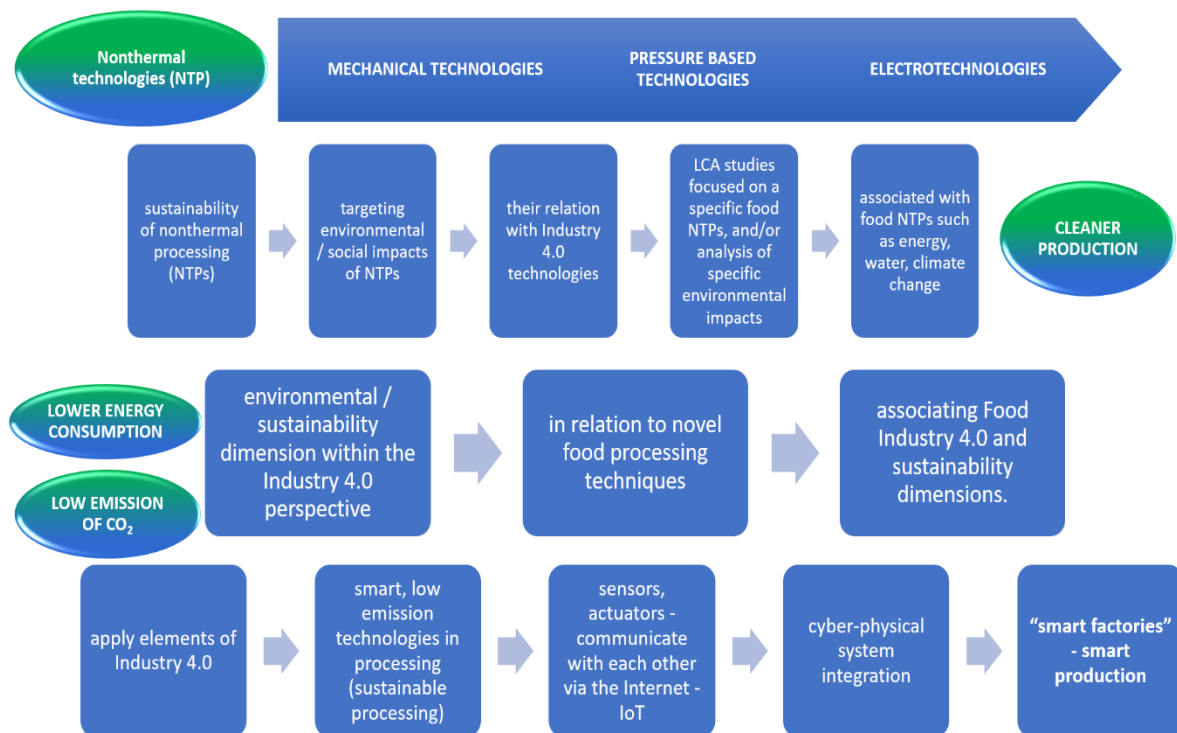 Nonthermal
technologies (NTP)
MECHANICAL TECHNOLOGIES
PRESSURE BASED
TECHNOLOGIES
ELECTROTECHNOLOGIES
sustainability
of nonthermal
processing
(NTPs)
targeting
environmental
/ social impacts
of NTPs
their relation
with Industry
4.0
technologies
LCA studies
focused on a
specific food
NTPs, and/or
analysis of
specific
environmental
impacts
associated with
food NTPs such
as energy,
water, climate
change
CLEANER
PRODUCTION
LOWER ENERGY
CONSUMPTION
LOW EMISSION
OF CO₂
environmental /
sustainability
dimension within the
Industry 4.0
perspective
in relation to novel
food processing
techniques
associating Food
Industry 4.0 and
sustainability
dimensions.
apply elements of
Industry 4.0
smart, low
emission
technologies in
processing
(sustainable
processing)
sensors,
actuators -
communicate
with each other
via the Internet -
IoT
cyber-physical
system
integration
“smart factories”
- smart
production